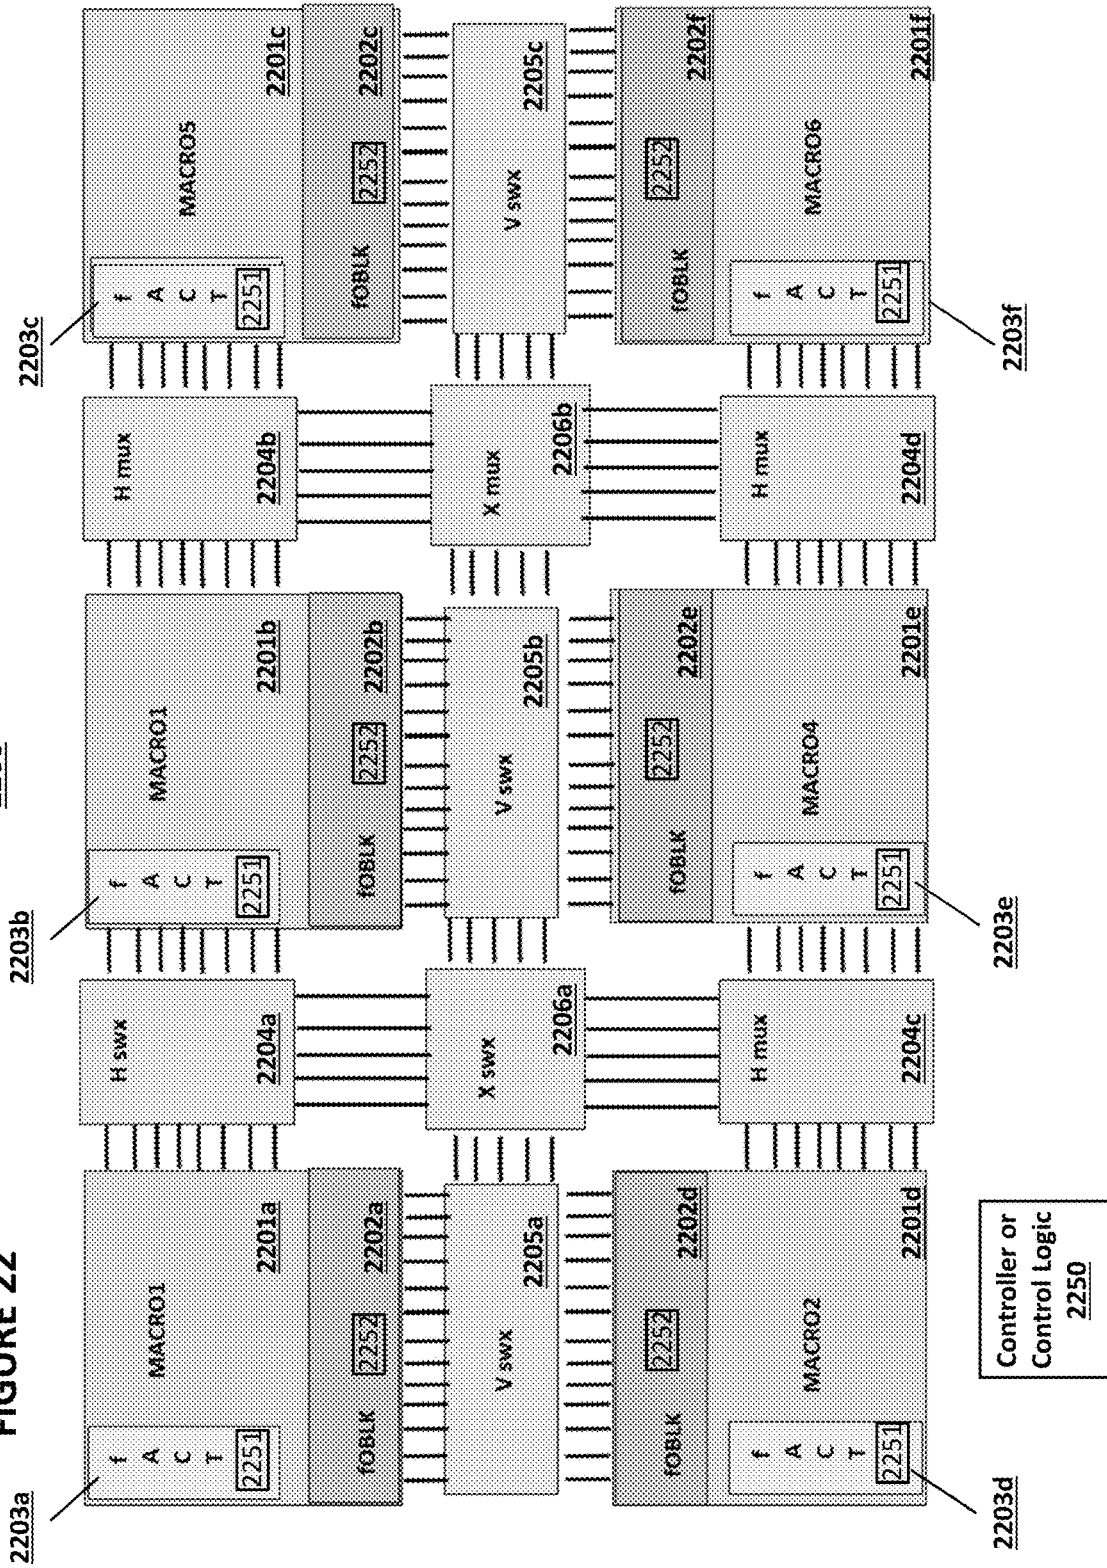 FIGURE 22
2203a
2203b
2203c
f
A
C
T
2251
MACRO1
2201a
fOBLK
2252
2202a
H swx
2204a
f
A
C
T
2251
MACRO1
2201b
fOBLK
2252
2202b
H mux
2204b
f
A
C
T
2251
MACRO5
2201c
fOBLK
2252
2202c
V swx
2205a
X swx
2206a
V swx
2205b
X mux
2206b
V swx
2205c
fOBLK
2252
2202d
f
A
C
T
2251
MACRO2
2201d
H mux
2204c
fOBLK
2252
2202e
f
A
C
T
2251
MACRO4
2201e
H mux
2204d
fOBLK
2252
2202f
f
A
C
T
2251
MACRO6
2201f
2203d
2203e
2203f
Controller or
Control Logic
2250